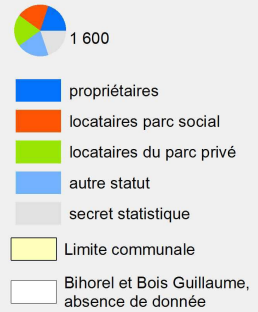 1 600
propriétaires
locataires parc social
locataires du parc privé
autre statut
secret statistique
Limite communale
Bihorel et Bois Guillaume,
absence de donnée